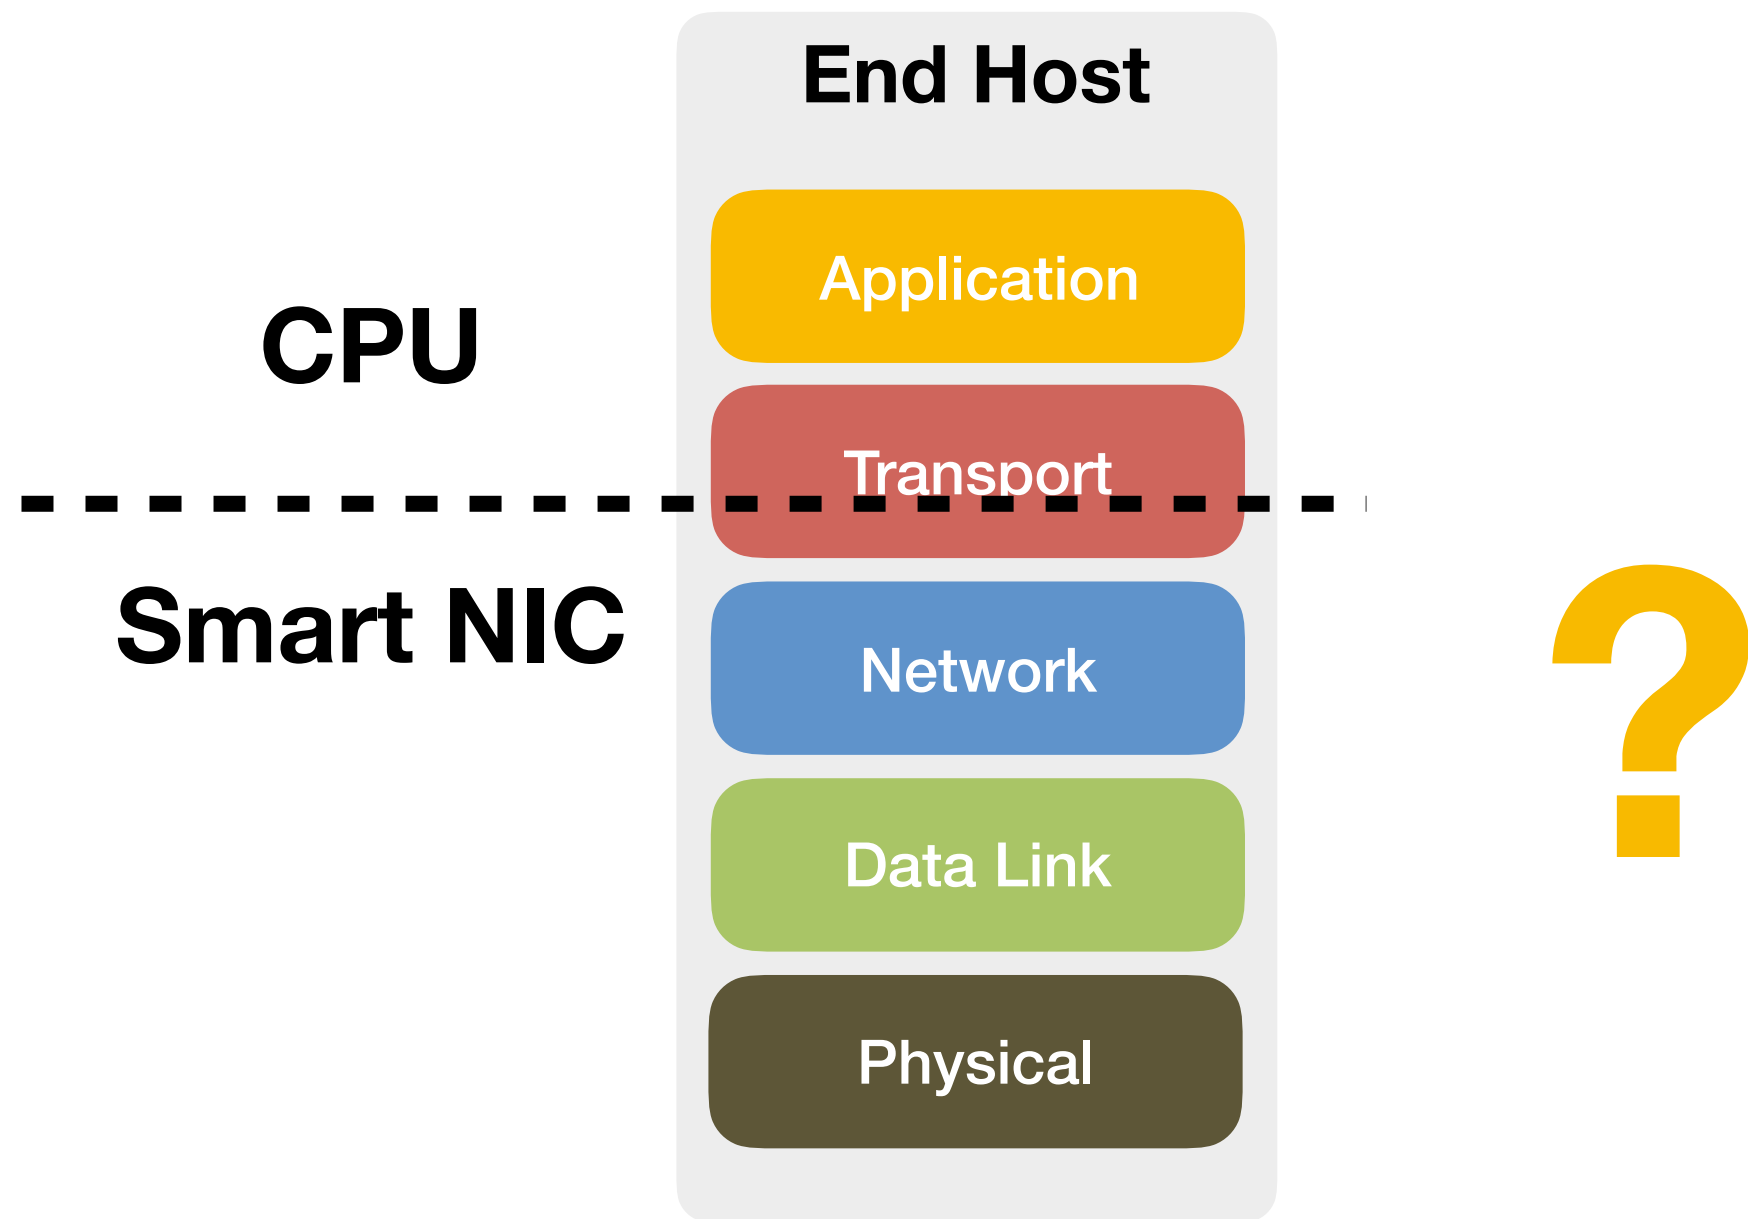 End Host
Application
CPU
Transport
Smart NIC
Network
?
Data Link
Physical